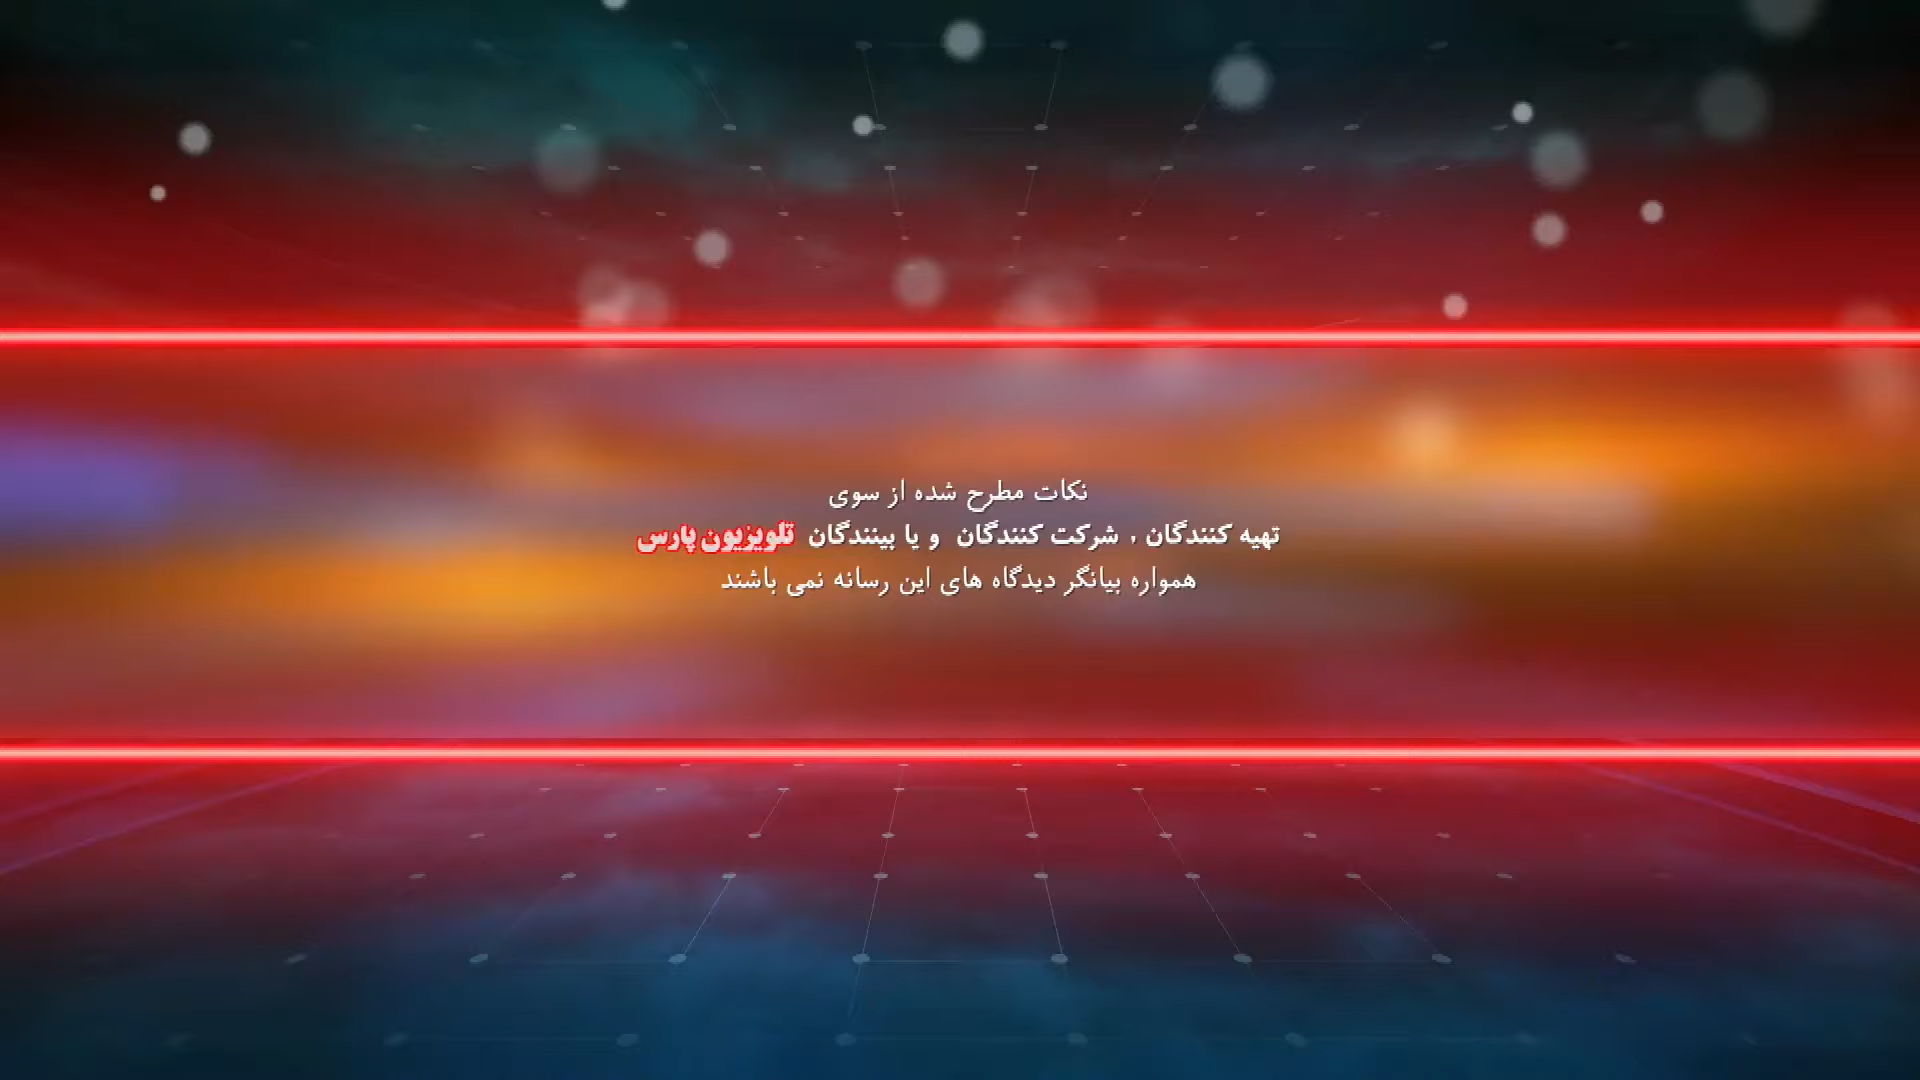 نکات مطرح شده از سوی
تهیه کنندگان ، شرکت کنندگان و یا بینندگان تلویزیون پارس
همواره بیانگر دیدگاه های این رسانه نمی باشند